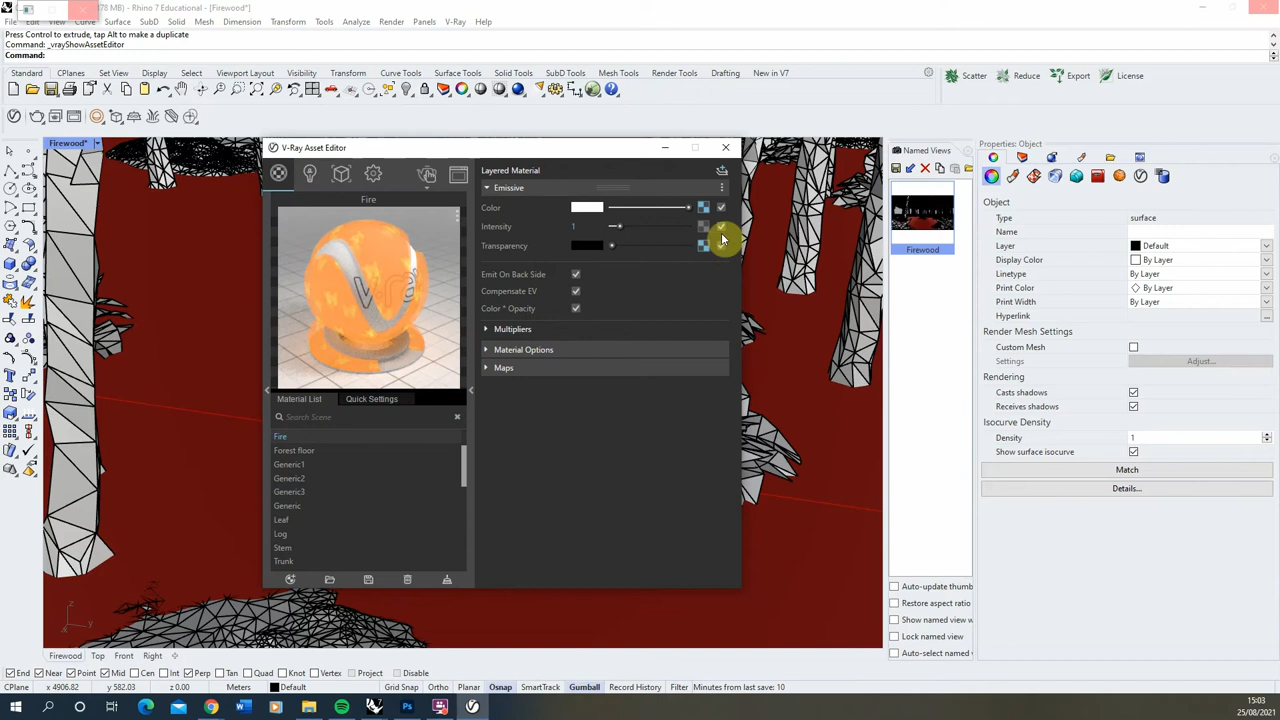 178 MB) - Rhino 7 Educational - [Firewood*]
File Edit View Curve Surface SubD Solid Mesh Dimension Transform Tools Analyze Render Panels V-Ray Help
Press Control to extrude, tap Alt to make a duplicate
Command: _vrayShowAssetEditor
Command:
Standard CPlanes Set View Display Select Viewport Layout Visibility Transform Curve Tools Surface Tools Solid Tools SubD Tools Mesh Tools Render Tools Drafting New in V7
Scatter Reduce Export License
Firewood*
V-Ray Asset Editor
Fire
Material List Quick Settings
Search Scene
Fire
Forest floor
Generic1
Generic2
Generic3
Generic
Leaf
Log
Stem
Trunk
Layered Material
Emissive
Color
Intensity 1
Transparency
Emit On Back Side
Compensate EV
Color * Opacity
Multipliers
Material Options
Maps
Named Views
Firewood
Auto-update thumb
Restore aspect ratio
Show named view w
Lock named view
Auto-select named v
Properties: Object
Object
Type surface
Name
Layer Default
Display Color By Layer
Linetype By Layer
Print Color By Layer
Print Width By Layer
Hyperlink ...
Render Mesh Settings
Custom Mesh
Settings Adjust...
Rendering
Casts shadows
Receives shadows
Isocurve Density
Density 1
Show surface isocurve
Match
Details...
z
x y
Firewood Top Front Right
End Near Point Mid Cen Int Perp Tan Quad Knot Vertex Project Disable
CPlane x 4906.82 y 582.03 z 0.00 Meters Default Grid Snap Ortho Planar Osnap SmartTrack Gumball Record History Filter Minutes from last save: 10
15:03
25/08/2021